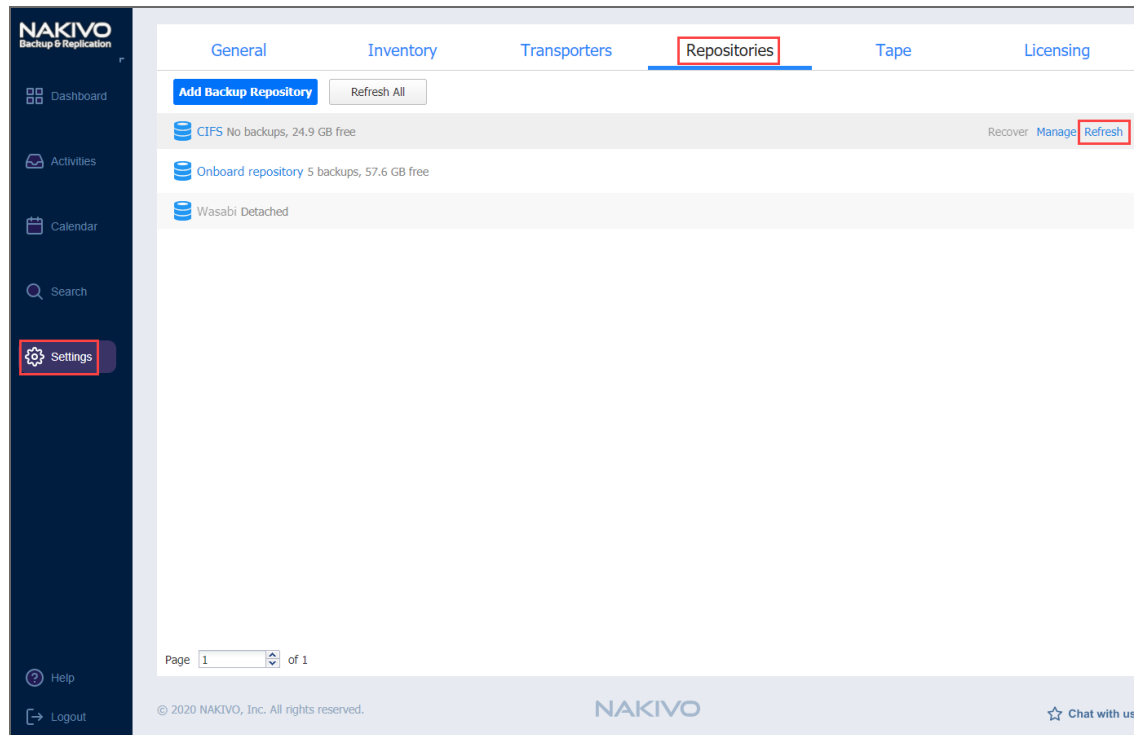 NAKIVO
Backup & Replication
General Inventory Transporters Repositories Tape Licensing
Add Backup Repository Refresh All
Dashboard
CIFS No backups, 24.9 GB free Recover Manage Refresh
Activities
Onboard repository 5 backups, 57.6 GB free
Wasabi Detached
Calendar
Search
Settings
Page 1 of 1
Help
© 2020 NAKIVO, Inc. All rights reserved. NAKIVO Chat with us
Logout